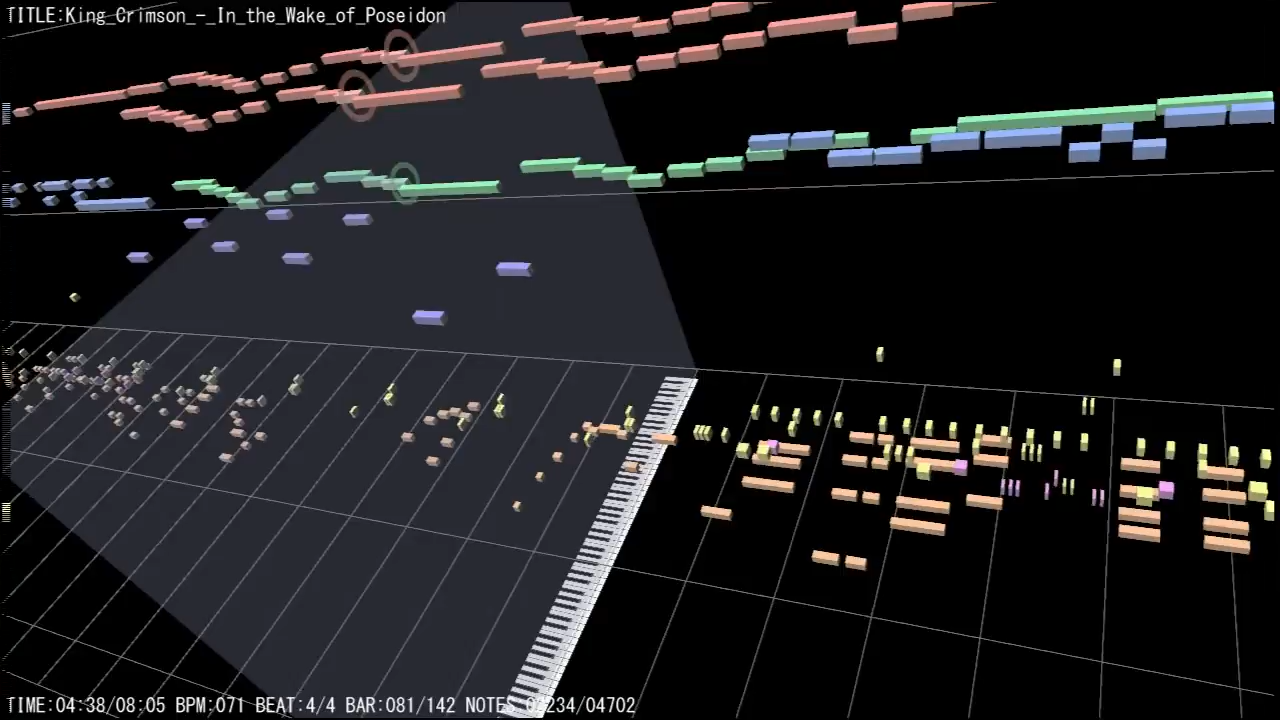 TITLE:King_Crimson_-_In_the_Wake_of_Poseidon
TIME:04:38/08:05 BPM:071 BEAT:4/4 BAR:081/142 NOTES 02234/04702